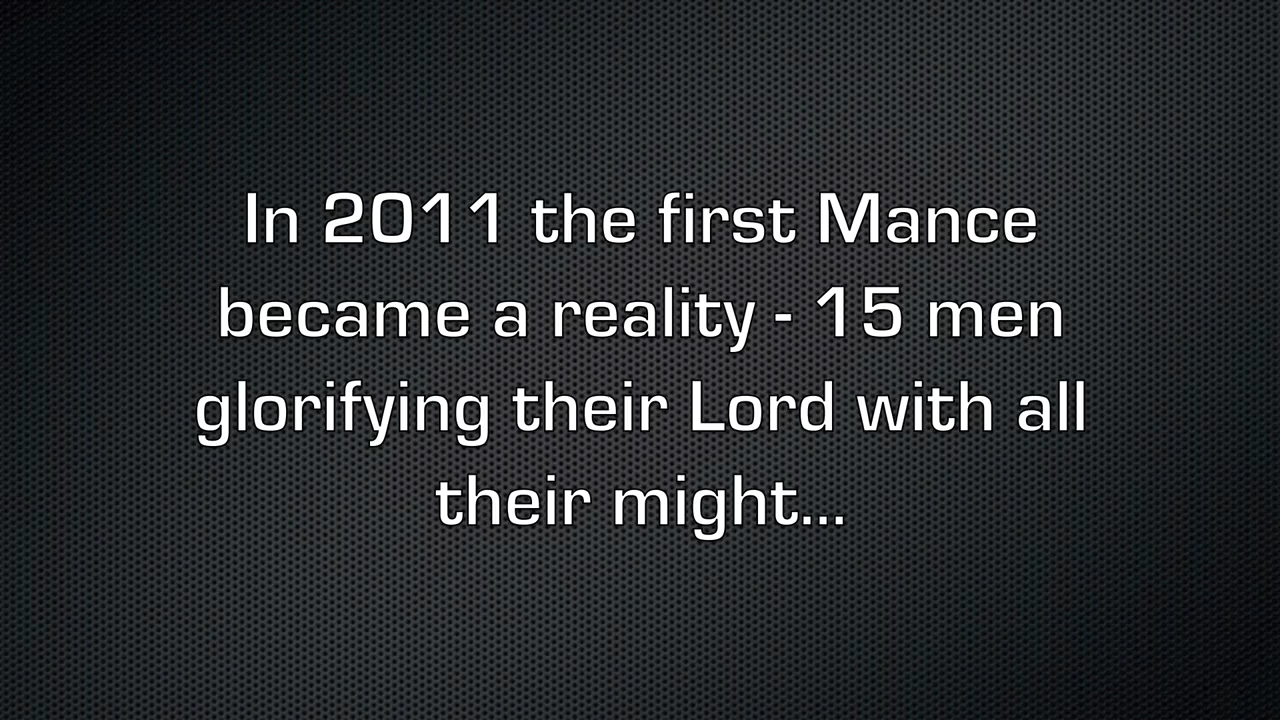 In 2011 the first Mance
became a reality - 15 men
glorifying their Lord with all
their might...